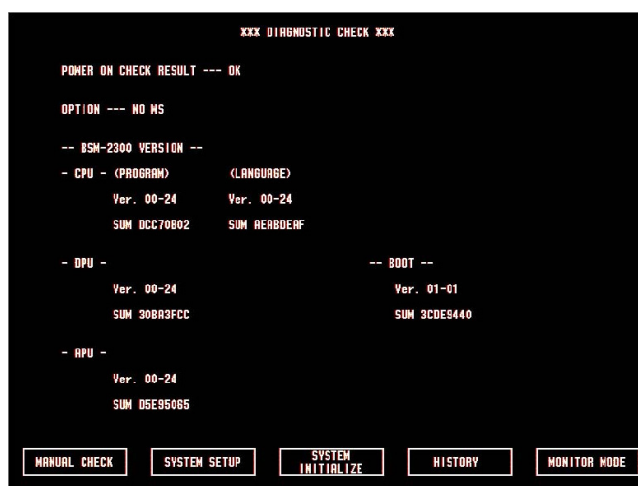 *** DIAGNOSTIC CHECK ***
POWER ON CHECK RESULT --- OK
OPTION --- NO MS
-- BSM-2300 VERSION --
- CPU - (PROGRAM) (LANGUAGE)
Ver. 00-24 Ver. 00-24
SUM DCC70B02 SUM AEABDEAF
- DPU - -- BOOT --
Ver. 00-24 Ver. 01-01
SUM 30BA3FCC SUM 3CDE9440
- APU -
Ver. 00-24
SUM D5E95065
MANUAL CHECK SYSTEM SETUP SYSTEM INITIALIZE HISTORY MONITOR MODE